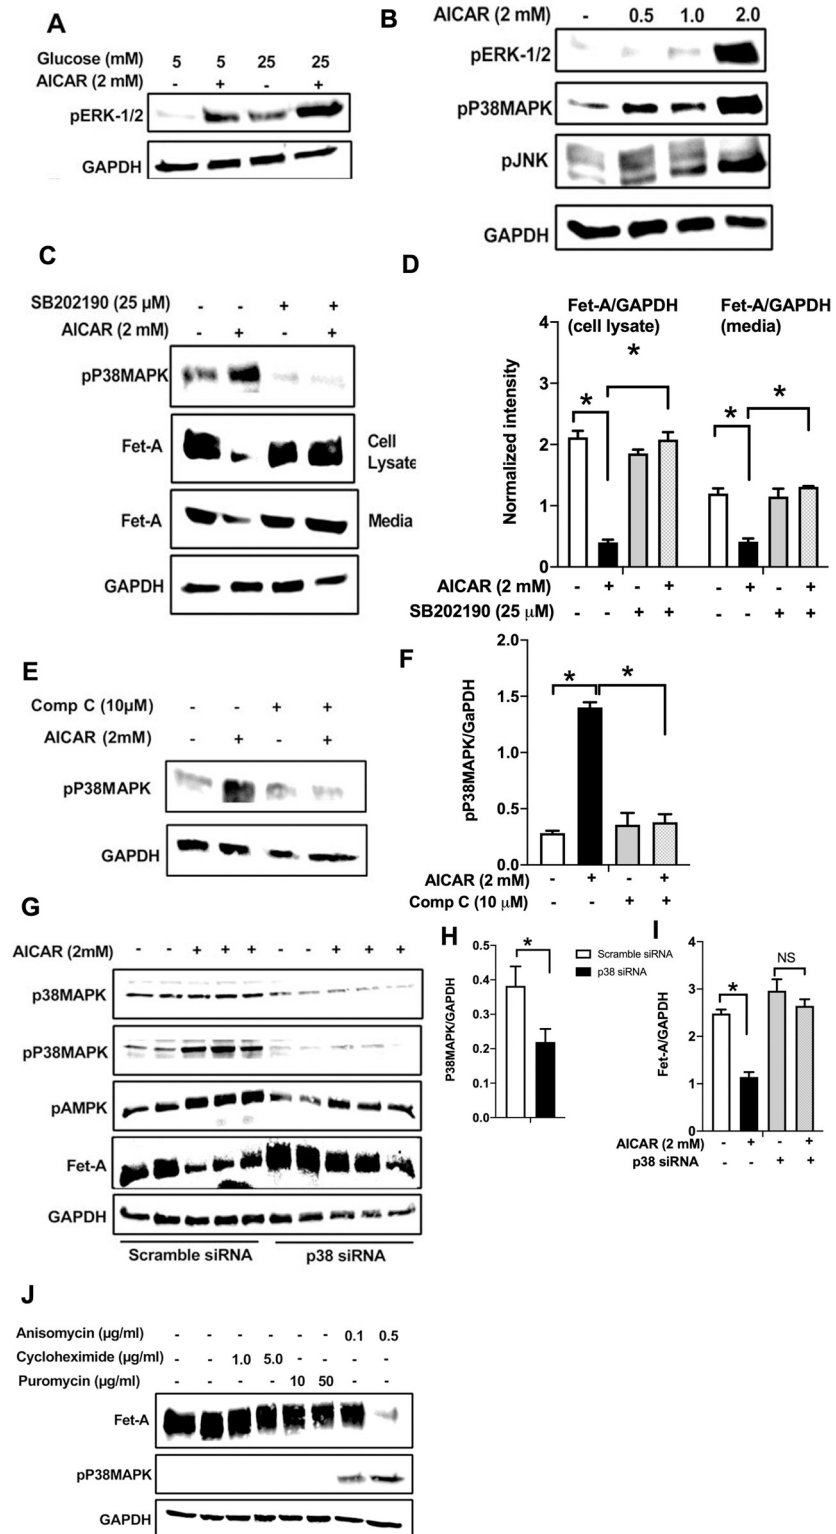 A
Glucose (mM) 5 5 25 25
AICAR (2 mM) - + - +
pERK-1/2
GAPDH
B
AICAR (2 mM) - 0.5 1.0 2.0
pERK-1/2
pP38MAPK
pJNK
GAPDH
C
SB202190 (25 µM) - - + +
AICAR (2 mM) - + - +
pP38MAPK
Fet-A Cell
Lysate
Fet-A Media
GAPDH
D
Fet-A/GAPDH Fet-A/GAPDH
(cell lysate) (media)
Normalized intensity
4
3
2
1
0
* * * *
AICAR (2 mM) - + - + - + - +
SB202190 (25 µM) - - + + - - + +
E
Comp C (10µM) - - + +
AICAR (2mM) - + - +
pP38MAPK
GAPDH
F
pP38MAPK/GaPDH
2.0
1.5
1.0
0.5
0.0
* *
AICAR (2 mM) - + - +
Comp C (10 µM) - - + +
G
AICAR (2mM) - - + + + - - + + +
p38MAPK
pP38MAPK
pAMPK
Fet-A
GAPDH
Scramble siRNA p38 siRNA
H
P38MAPK/GAPDH
0.5
0.4
0.3
0.2
0.1
0.0
*
Scramble siRNA
p38 siRNA
I
Fet-A/GAPDH
4
3
2
1
0
* NS
AICAR (2 mM) - + - +
p38 siRNA - - + +
J
Anisomycin (µg/ml) - - - - - - 0.1 0.5
Cycloheximide (µg/ml) - - 1.0 5.0 - - - -
Puromycin (µg/ml) - - - - 10 50 - -
Fet-A
pP38MAPK
GAPDH